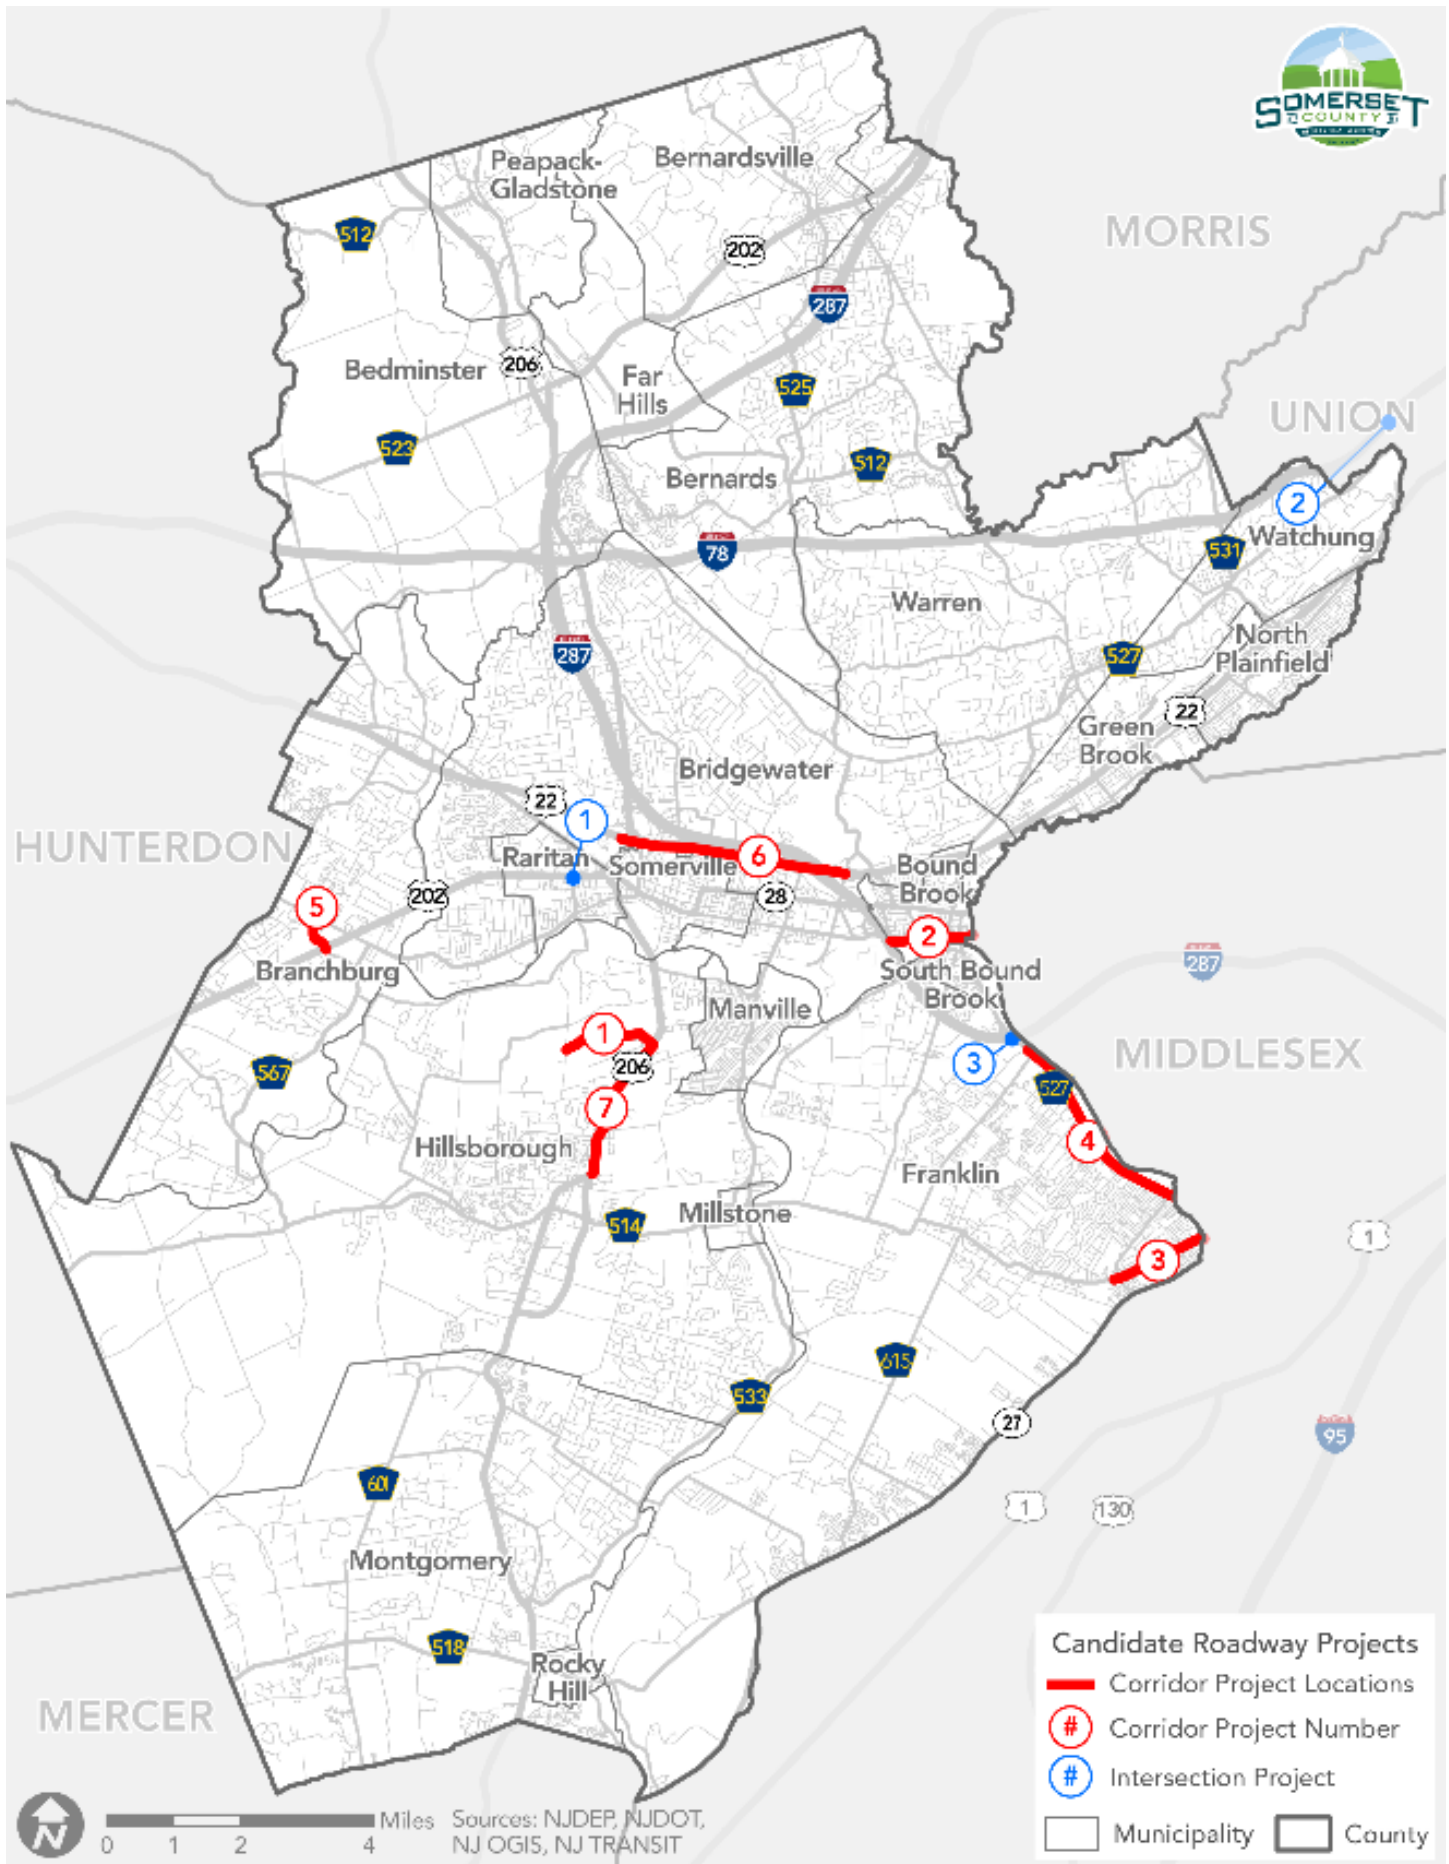 SOMERSET
COUNTY
Peapack-
Gladstone
Bernardsville
MORRIS
512
202
287
206
Bedminster
Far
Hills
525
UNION
523
512
Bernards
2
Watchung
531
78
Warren
North
Plainfield
287
527
22
Green
Brook
Bridgewater
22
1
HUNTERDON
Raritan
Somerville
6
Bound
Brook
202
28
5
2
Branchburg
South Bound
Brook
287
Manville
1
3
MIDDLESEX
206
567
527
7
4
Hillsborough
Franklin
514
Millstone
1
3
615
533
27
95
601
1
130
Montgomery
518
Rocky
Hill
MERCER
Candidate Roadway Projects
Corridor Project Locations
# Corridor Project Number
# Intersection Project
Municipality County
N
0 1 2 4 Miles
Sources: NJDEP, NJDOT,
NJ OGIS, NJ TRANSIT